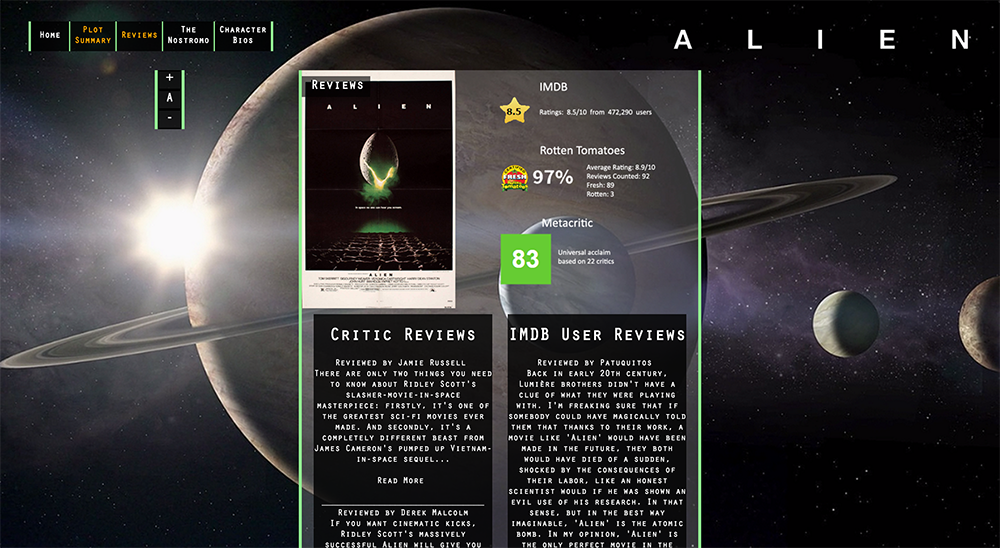 Home
Plot Summary
Reviews
The Nostromo
Character Bios
A L I E N
+
A
-
Reviews
A L I E N
In space no one can hear you scream.
ALIEN
IMDB
8.5
Ratings: 8.5/10 from 472,290 users
Rotten Tomatoes
FRESH
97%
Average Rating: 8.9/10
Reviews Counted: 92
Fresh: 89
Rotten: 3
Metacritic
83
Universal acclaim
based on 22 critics
Critic Reviews
Reviewed by Jamie Russell
There are only two things you need
to know about Ridley Scott's
slasher-movie-in-space
masterpiece: firstly, it's one of
the greatest sci-fi movies ever
made. And secondly, it's a
completely different beast from
James Cameron's pumped up Vietnam-
in-space sequel...
Read More
Reviewed by Derek Malcolm
If you want cinematic kicks,
Ridley Scott's massively
successful Alien will give you
IMDB User Reviews
Reviewed by Patuquitos
Back in early 20th century,
Lumière brothers didn't have a
clue of what they were playing
with. I'm freaking sure that if
somebody could have magically told
them that thanks to their work, a
movie like 'Alien' would have been
made in the future, they both
would have died of a sudden,
shocked by the consequences of
their labor, like an honest
scientist would if he was shown an
evil use of his research. In that
sense, but in the best way
imaginable, 'Alien' is the atomic
bomb. In my opinion, 'Alien' is
the only perfect movie in the